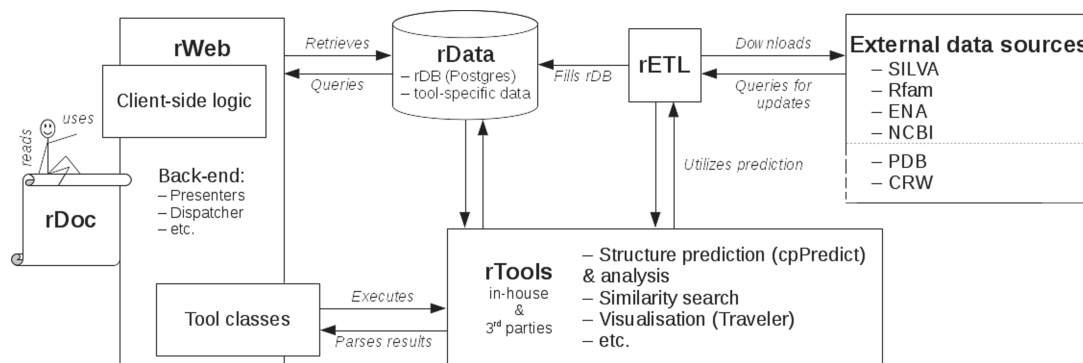 rWeb
Client-side logic
reads
uses
rDoc
Back-end:
– Presenters
– Dispatcher
– etc.
Tool classes
Retrieves
Queries
rData
– rDB (Postgres)
– tool-specific data
Fills rDB
rETL
Downloads
Queries for
updates
External data sources
– SILVA
– Rfam
– ENA
– NCBI
– PDB
– CRW
Utilizes prediction
Executes
Parses results
rTools
in-house
&
3rd parties
– Structure prediction (cpPredict)
& analysis
– Similarity search
– Visualisation (Traveler)
– etc.